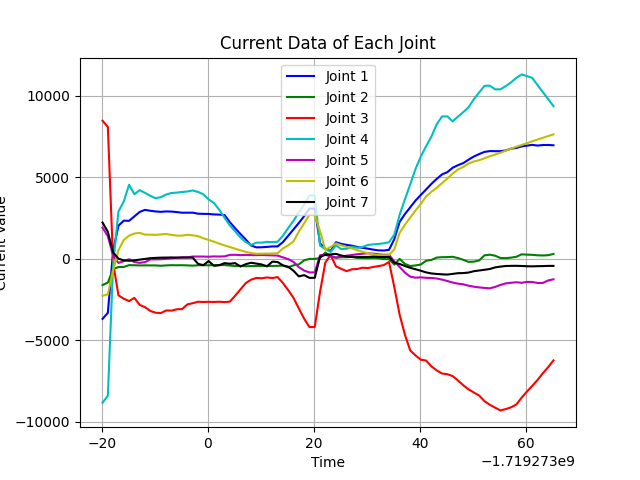 Current Data of Each Joint
Joint 1
Joint 2
Joint 3
Joint 4
Joint 5
Joint 6
Joint 7
10000
5000
0
−5000
−10000
Current Value
−20
0
20
40
60
Time
−1.719273e9